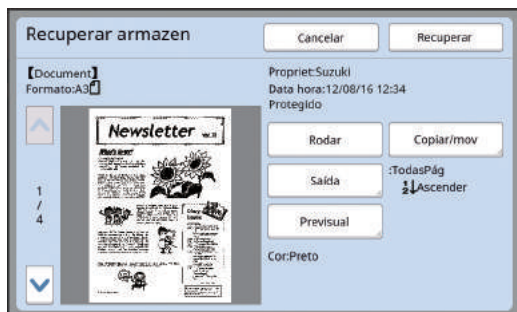 Recuperar armazen
Cancelar
Recuperar
【Document】
Formato:A3
Propriet:Suzuki
Data hora:12/08/16 12:34
Protegido
Newsletter
Rodar
Copiar/mov
Saída
:TodasPág
Ascender
1
/
4
Previsual
Cor:Preto